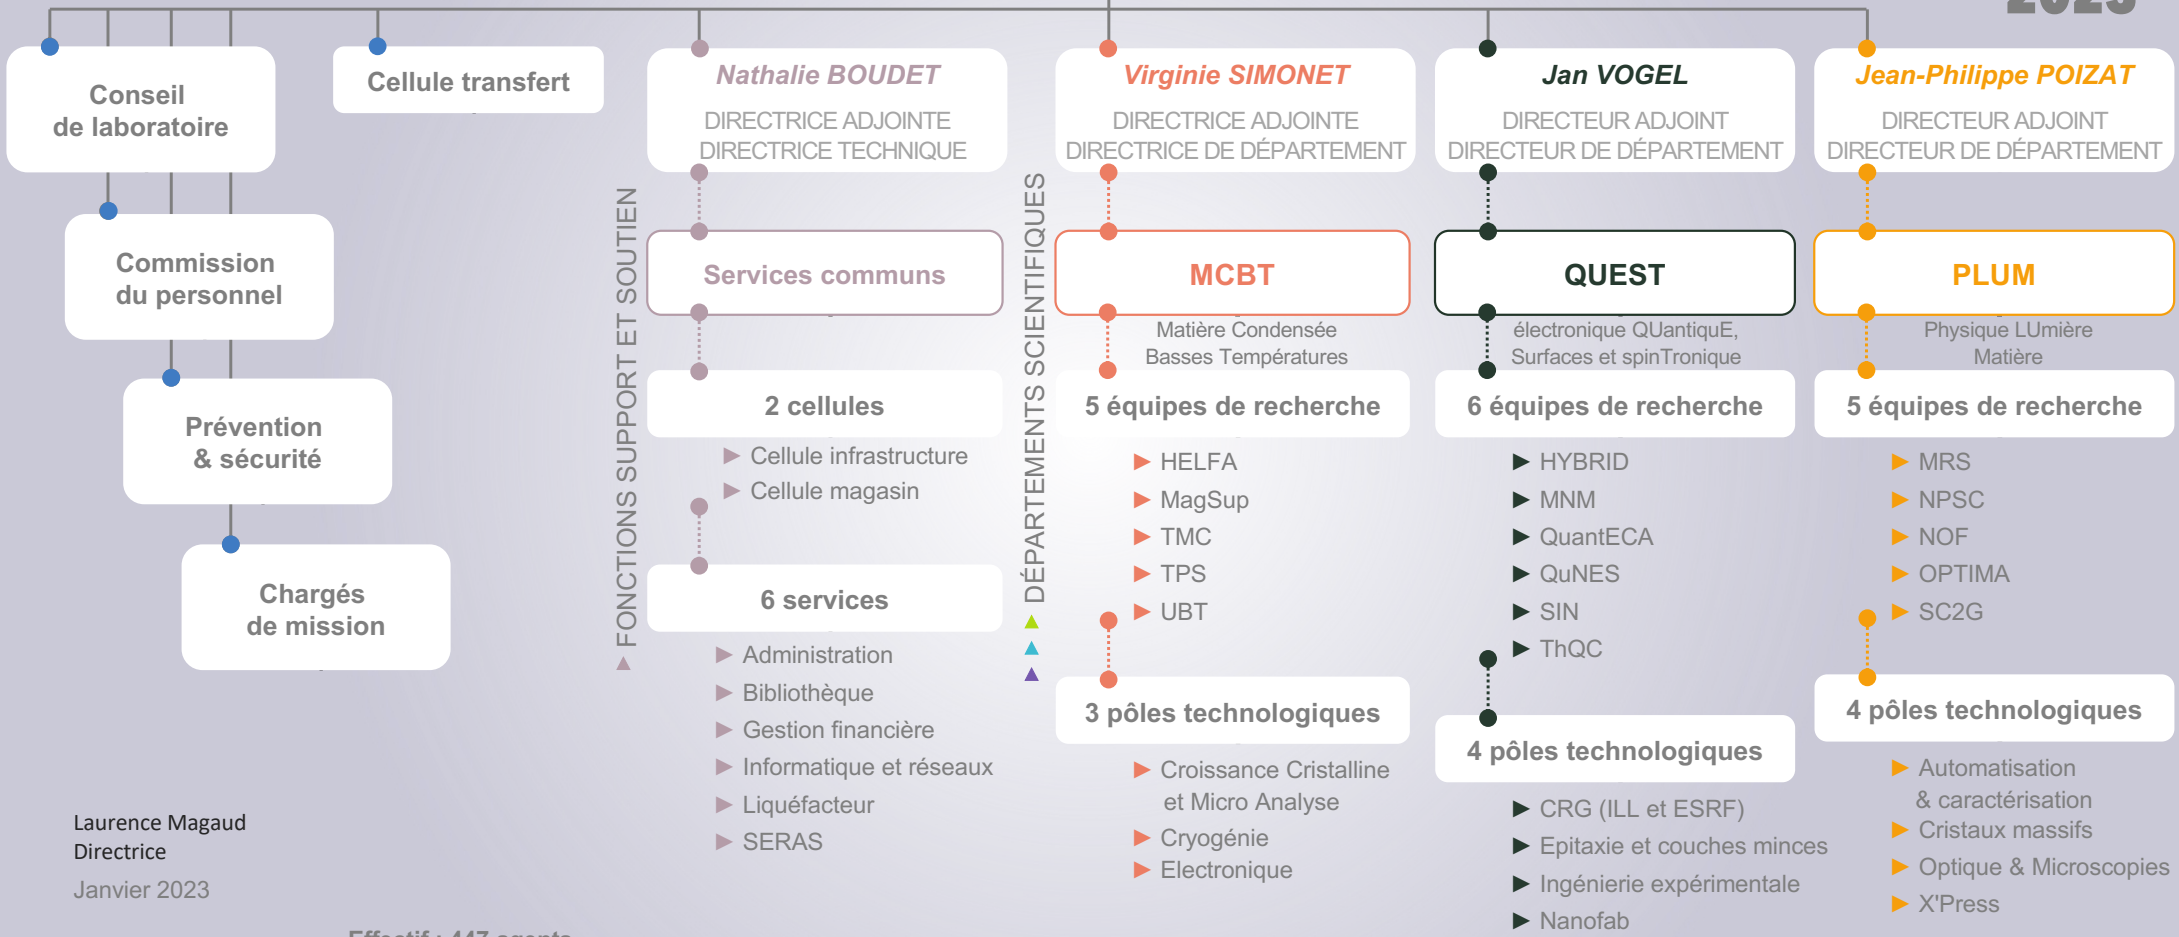 2023
Conseil
de laboratoire
Cellule transfert
Commission
du personnel
Prévention
& sécurité
Chargés
de mission
▲ FONCTIONS SUPPORT ET SOUTIEN
Nathalie BOUDET
DIRECTRICE ADJOINTE
DIRECTRICE TECHNIQUE
Services communs
2 cellules
► Cellule infrastructure
► Cellule magasin
6 services
► Administration
► Bibliothèque
► Gestion financière
► Informatique et réseaux
► Liquéfacteur
► SERAS
▲ ▲ ▲ DÉPARTEMENTS SCIENTIFIQUES
Virginie SIMONET
DIRECTRICE ADJOINTE
DIRECTRICE DE DÉPARTEMENT
MCBT
Matière Condensée
Basses Températures
5 équipes de recherche
► HELFA
► MagSup
► TMC
► TPS
► UBT
3 pôles technologiques
► Croissance Cristalline
et Micro Analyse
► Cryogénie
► Electronique
Jan VOGEL
DIRECTEUR ADJOINT
DIRECTEUR DE DÉPARTEMENT
QUEST
électronique QUantiquE,
Surfaces et spinTronique
6 équipes de recherche
► HYBRID
► MNM
► QuantECA
► QuNES
► SIN
► ThQC
4 pôles technologiques
► CRG (ILL et ESRF)
► Epitaxie et couches minces
► Ingénierie expérimentale
► Nanofab
Jean-Philippe POIZAT
DIRECTEUR ADJOINT
DIRECTEUR DE DÉPARTEMENT
PLUM
Physique LUmière
Matière
5 équipes de recherche
► MRS
► NPSC
► NOF
► OPTIMA
► SC2G
4 pôles technologiques
► Automatisation
& caractérisation
► Cristaux massifs
► Optique & Microscopies
► X'Press
Laurence Magaud
Directrice
Janvier 2023
Effectif : 447 agents